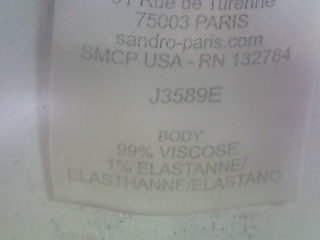 91 Rue de Turenne
75003 PARIS
sandro-paris.com
SMCP USA - RN 132784
J3589E
BODY
99% VISCOSE
1% ELASTANNE/
ELASTHANNE/ELASTANO